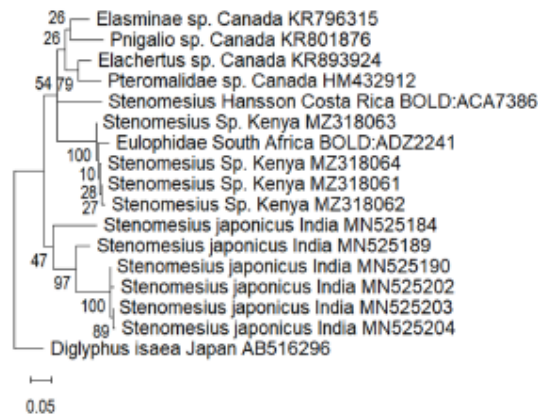 26
Elasminae sp. Canada KR796315
26
Pnigalio sp. Canada KR801876
Elachertus sp. Canada KR893924
54 79
Pteromalidae sp. Canada HM432912
Stenomesius Hansson Costa Rica BOLD:ACA7386
Stenomesius Sp. Kenya MZ318063
Eulophidae South Africa BOLD:ADZ2241
100
Stenomesius Sp. Kenya MZ318064
10
Stenomesius Sp. Kenya MZ318061
28
Stenomesius Sp. Kenya MZ318062
27
Stenomesius japonicus India MN525184
Stenomesius japonicus India MN525189
47
Stenomesius japonicus India MN525190
97
Stenomesius japonicus India MN525202
100
Stenomesius japonicus India MN525203
Stenomesius japonicus India MN525204
89
Diglyphus isaea Japan AB516296
0.05